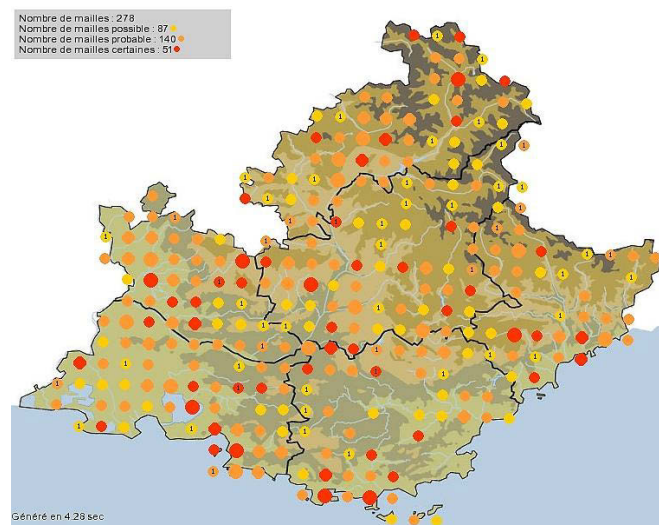 Nombre de mailles : 278
Nombre de mailles possible : 87
Nombre de mailles probable : 140
Nombre de mailles certaines : 51
Généré en 4.28 sec